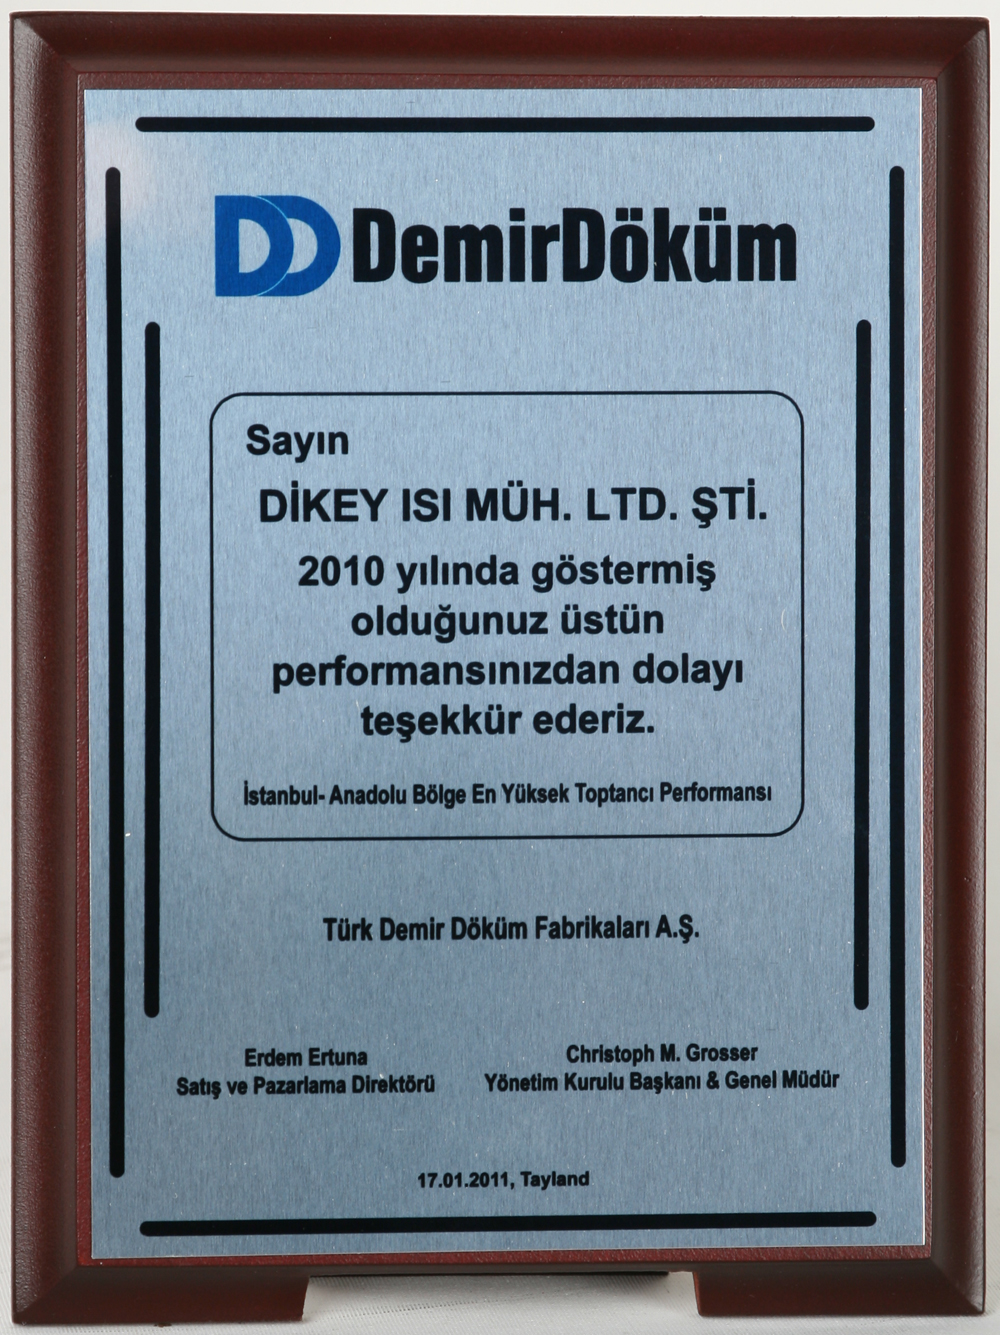 DemirDöküm
Sayın
DİKEY ISI MÜH. LTD. ŞTİ.
2010 yılında göstermiş
olduğunuz üstün
performansınızdan dolayı
teşekkür ederiz.
İstanbul- Anadolu Bölge En Yüksek Toptancı Performansı
Türk Demir Döküm Fabrikaları A.Ş.
Erdem Ertuna
Satış ve Pazarlama Direktörü
Christoph M. Grosser
Yönetim Kurulu Başkanı & Genel Müdür
17.01.2011, Tayland